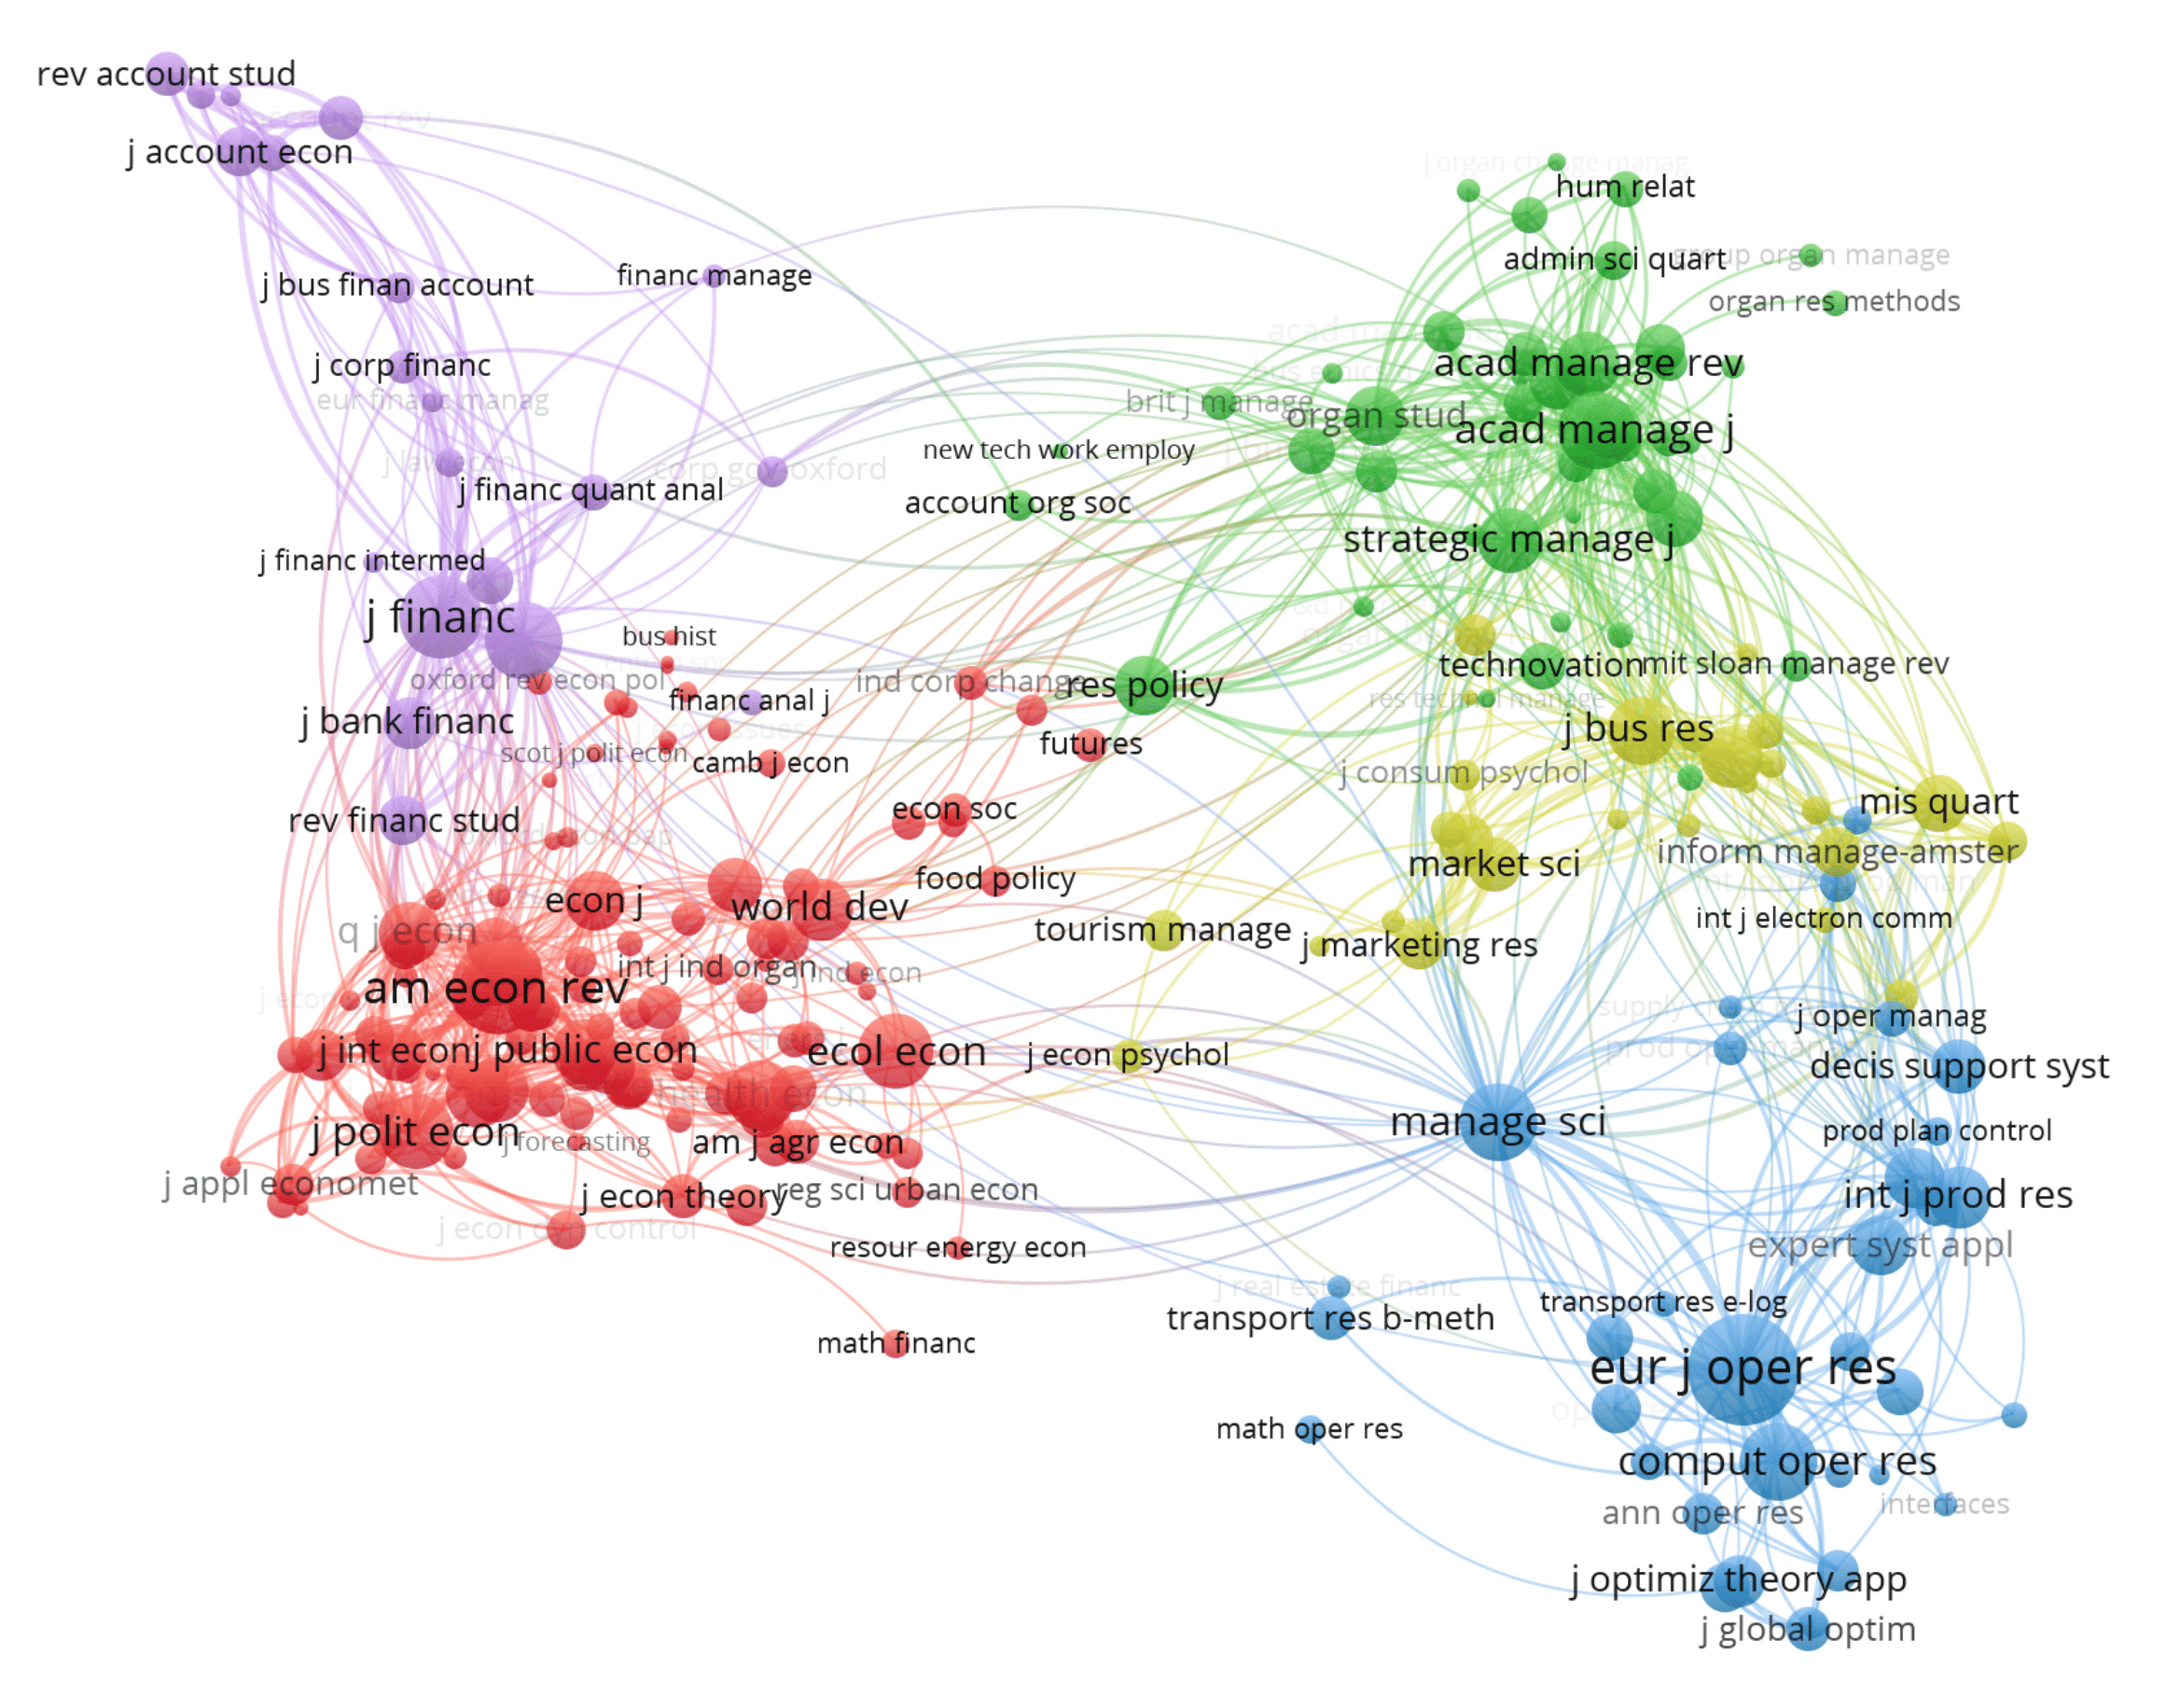 rev account stud
account rev
j account econ
j organ change manag
hum relat
admin sci quart
group organ manage
j bus finan account
financ manage
organ res methods
j corp financ
acad manage rev
eur financ manag
bus ethics
brit j manage
organ stud
acad manage j
new tech work employ
j law econ
corp gov-oxford
j financ quant anal
account org soc
strategic manage j
j financ intermed
j financ
bus hist
oxford rev econ pol
financ anal j
ind corp change
res policy
technovation
mit sloan manage rev
res technol manage
j bank financ
j econ issues
j bus res
scot j polit econ
camb j econ
futures
j consum psychol
rev financ stud
econ soc
mis quart
market sci
inform manage-amster
food policy
econ j
world dev
int j electron comm
q j econ
tourism manage
j marketing res
int j ind organ
j ind econ
am econ rev
j oper manag
j int econ
j public econ
ecol econ
j econ psychol
decis support syst
health econ
manage sci
j polit econ
j forecasting
am j agr econ
prod plan control
j appl economet
j econ theory
reg sci urban econ
int j prod res
j econ dyn control
resour energy econ
expert syst appl
j real estate financ
transport res b-meth
transport res e-log
math financ
eur j oper res
math oper res
comput oper res
ann oper res
interfaces
j optimiz theory app
j global optim